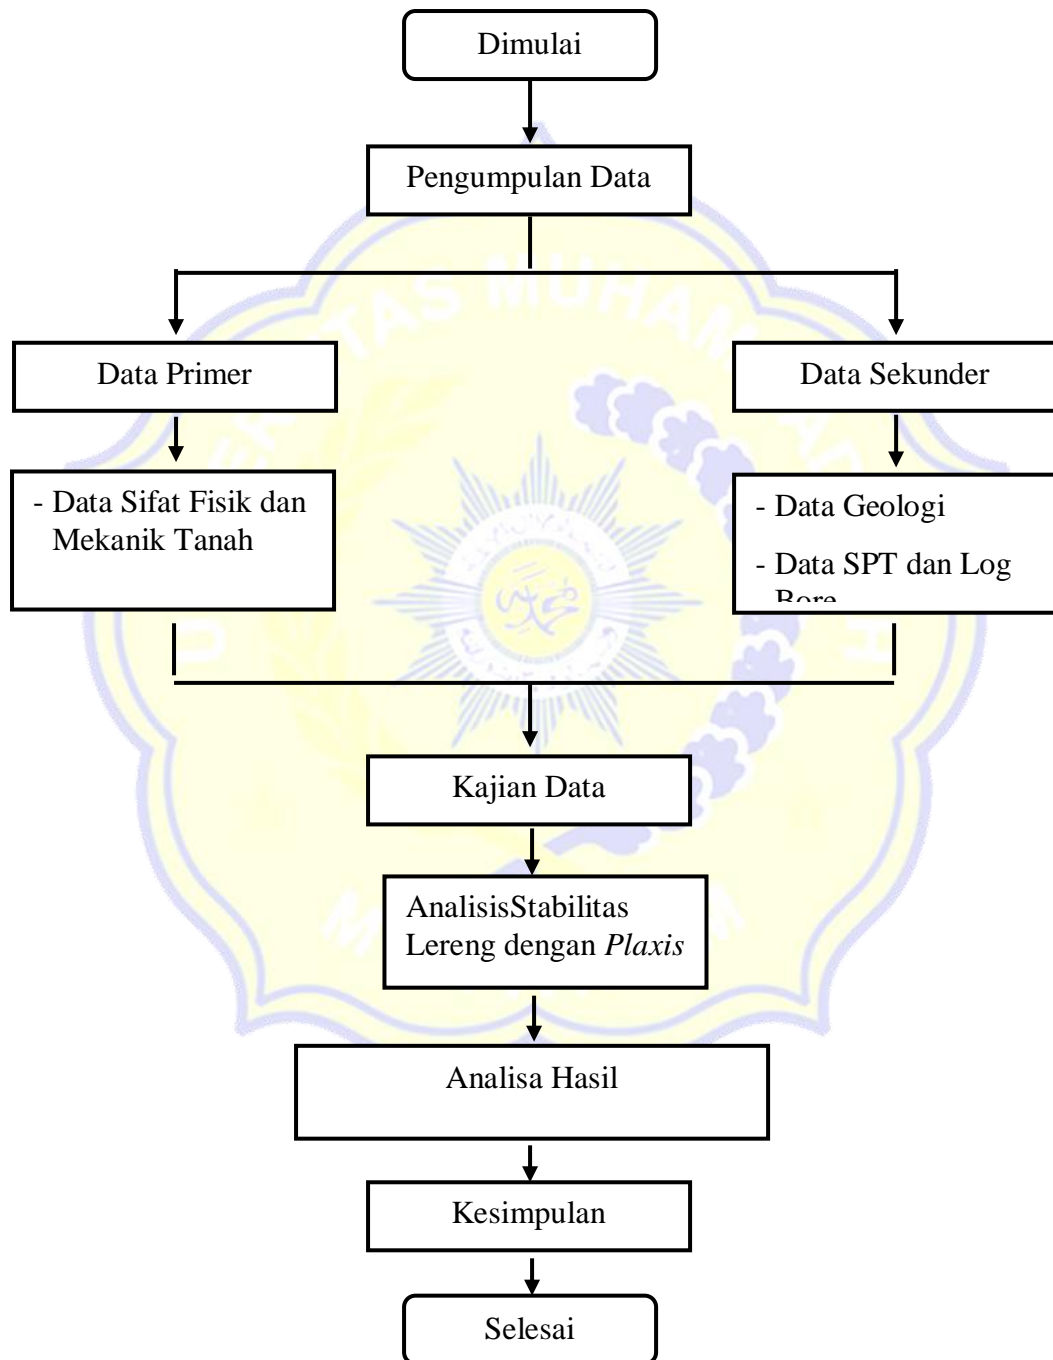 Dimulai
Pengumpulan Data
Data Primer
Data Sekunder
- Data Sifat Fisik dan
Mekanik Tanah
- Data Geologi
- Data SPT dan Log
Bore
Kajian Data
AnalisisStabilitas
Lereng dengan Plaxis
Analisa Hasil
Kesimpulan
Selesai